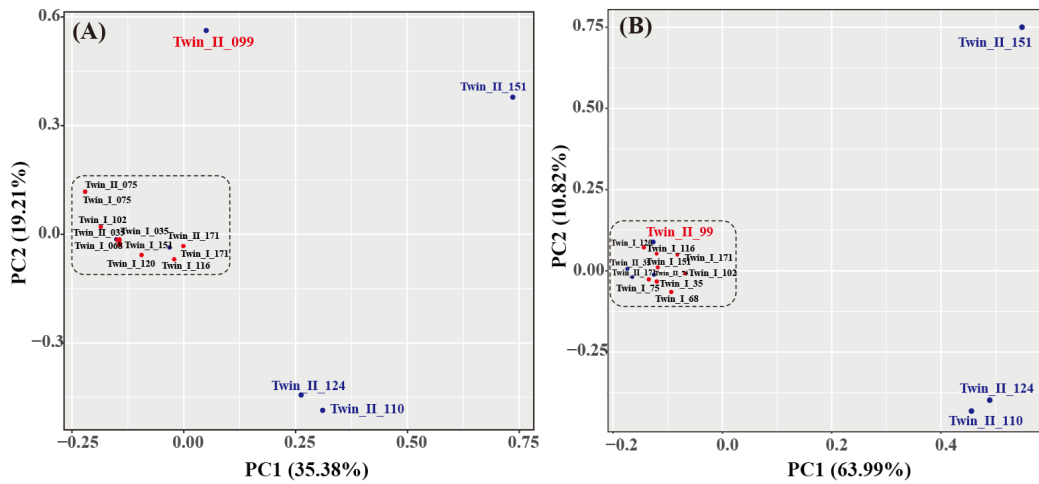 (A)
0.6
Twin_II_099
Twin_II_151
0.3
Twin_II_075
Twin_I_075
Twin_I_102
Twin_II_035
Twin_I_035
Twin_I_068
Twin_I_151
Twin_II_171
Twin_I_171
Twin_I_120
Twin_I_116
0.0
−0.3
Twin_II_124
Twin_II_110
−0.25
0.00
0.25
0.50
0.75
PC2 (19.21%)
PC1 (35.38%)
(B)
0.75
Twin_II_151
0.50
0.25
Twin_II_99
Twin_I_120
Twin_I_116
Twin_I_171
Twin_I_151
Twin_I_102
Twin_I_75
Twin_I_35
Twin_I_68
0.00
−0.25
Twin_II_124
Twin_II_110
−0.2
0.0
0.2
0.4
PC2 (10.82%)
PC1 (63.99%)